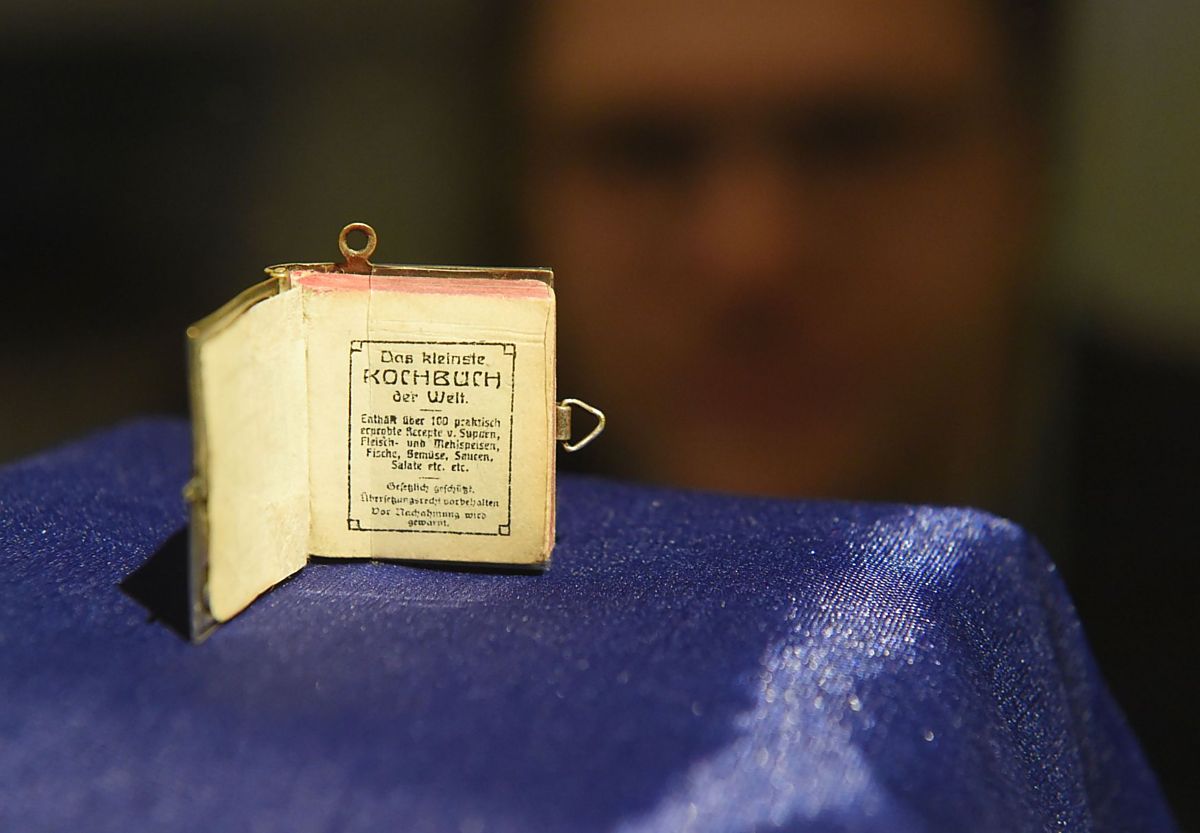 Das kleinste
KOCHBUCH
der Welt.
Enthält über 100 praktisch
erprobte Rezepte v. Suppen,
Fleisch- und Mehlspeisen,
Fische, Gemüse, Saucen,
Salate etc. etc.
Gesetzlich geschützt.
Übersetzungsrecht vorbehalten
Vor Nachahmung wird
gewarnt.